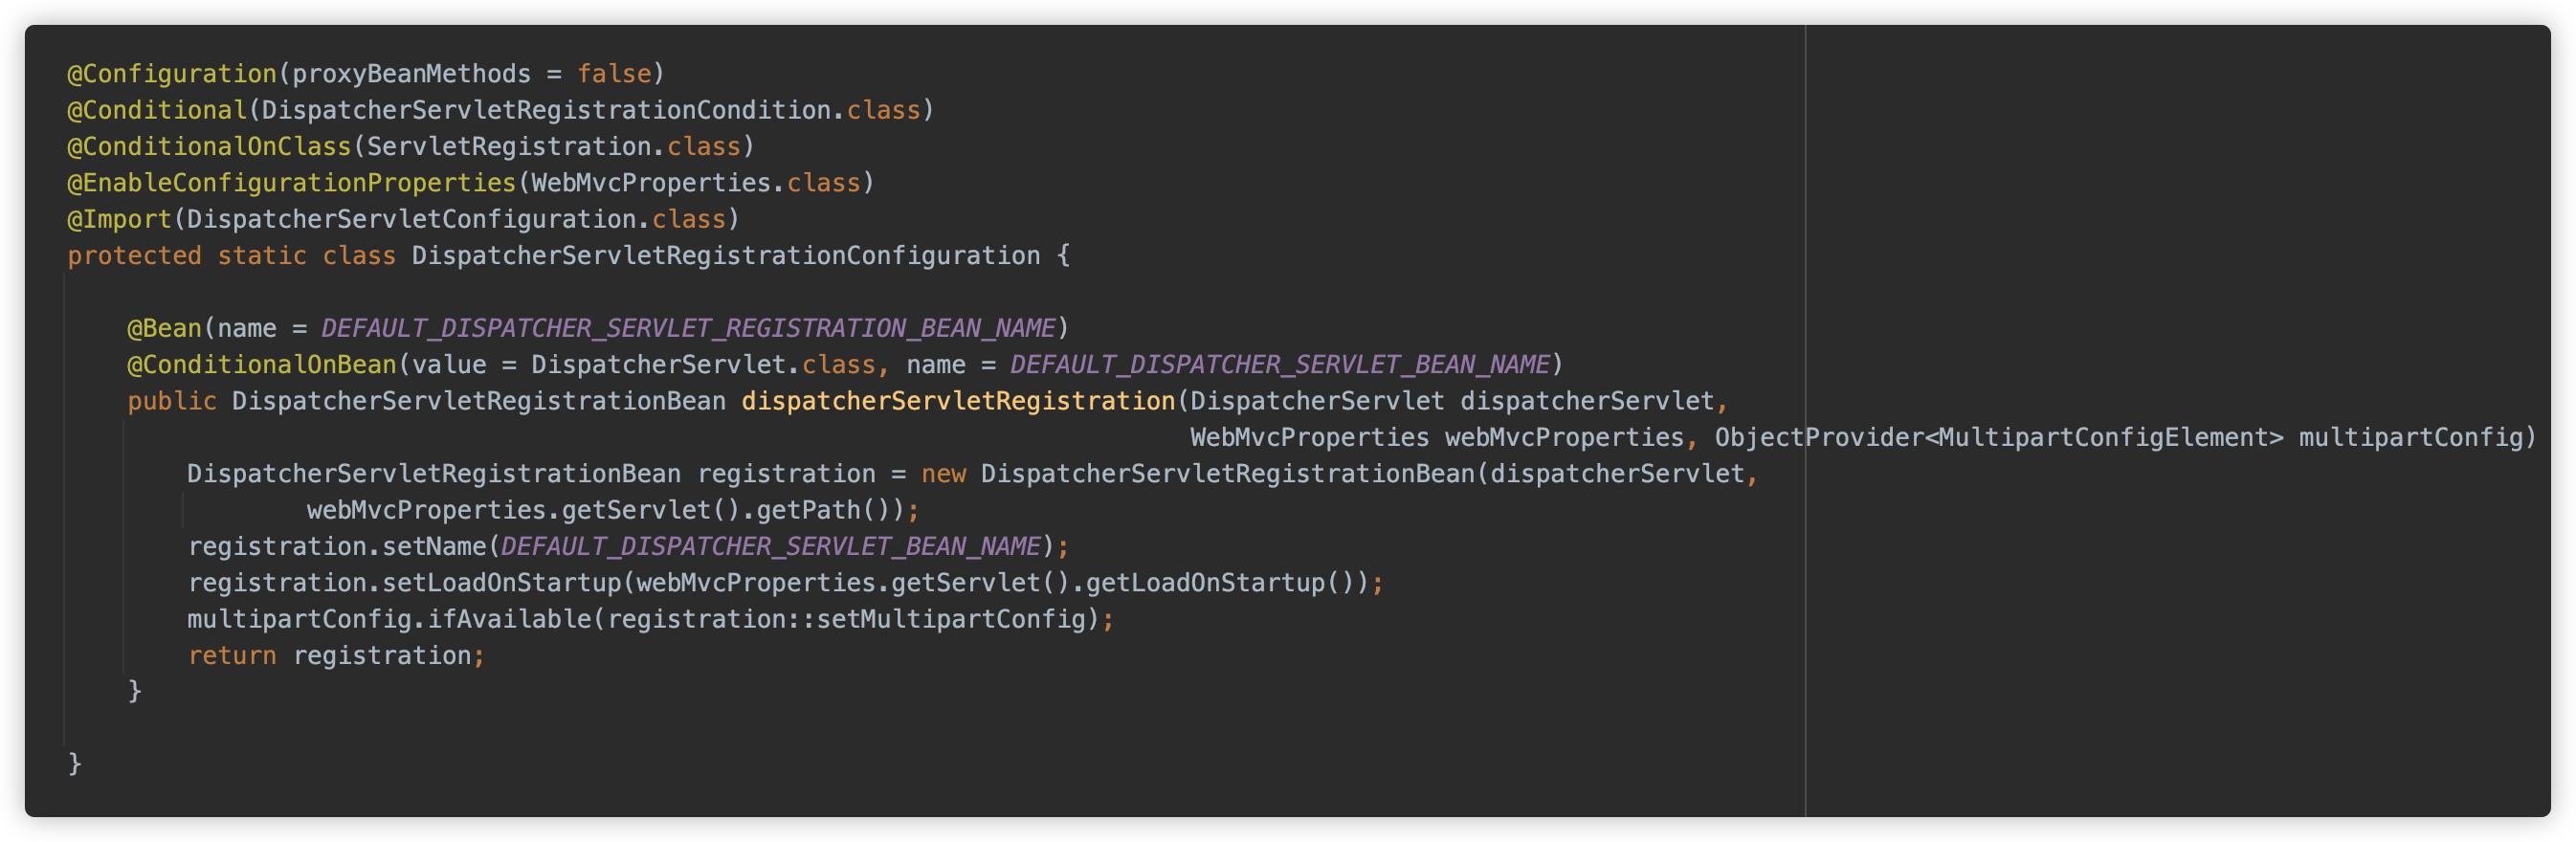 @Configuration(proxyBeanMethods = false)
@Conditional(DispatcherServletRegistrationCondition.class)
@ConditionalOnClass(ServletRegistration.class)
@EnableConfigurationProperties(WebMvcProperties.class)
@Import(DispatcherServletConfiguration.class)
protected static class DispatcherServletRegistrationConfiguration {
@Bean(name = DEFAULT_DISPATCHER_SERVLET_REGISTRATION_BEAN_NAME)
@ConditionalOnBean(value = DispatcherServlet.class, name = DEFAULT_DISPATCHER_SERVLET_BEAN_NAME)
public DispatcherServletRegistrationBean dispatcherServletRegistration(DispatcherServlet dispatcherServlet,
WebMvcProperties webMvcProperties, ObjectProvider<MultipartConfigElement> multipartConfig)
DispatcherServletRegistrationBean registration = new DispatcherServletRegistrationBean(dispatcherServlet,
webMvcProperties.getServlet().getPath());
registration.setName(DEFAULT_DISPATCHER_SERVLET_BEAN_NAME);
registration.setLoadOnStartup(webMvcProperties.getServlet().getLoadOnStartup());
multipartConfig.ifAvailable(registration::setMultipartConfig);
return registration;
}
}